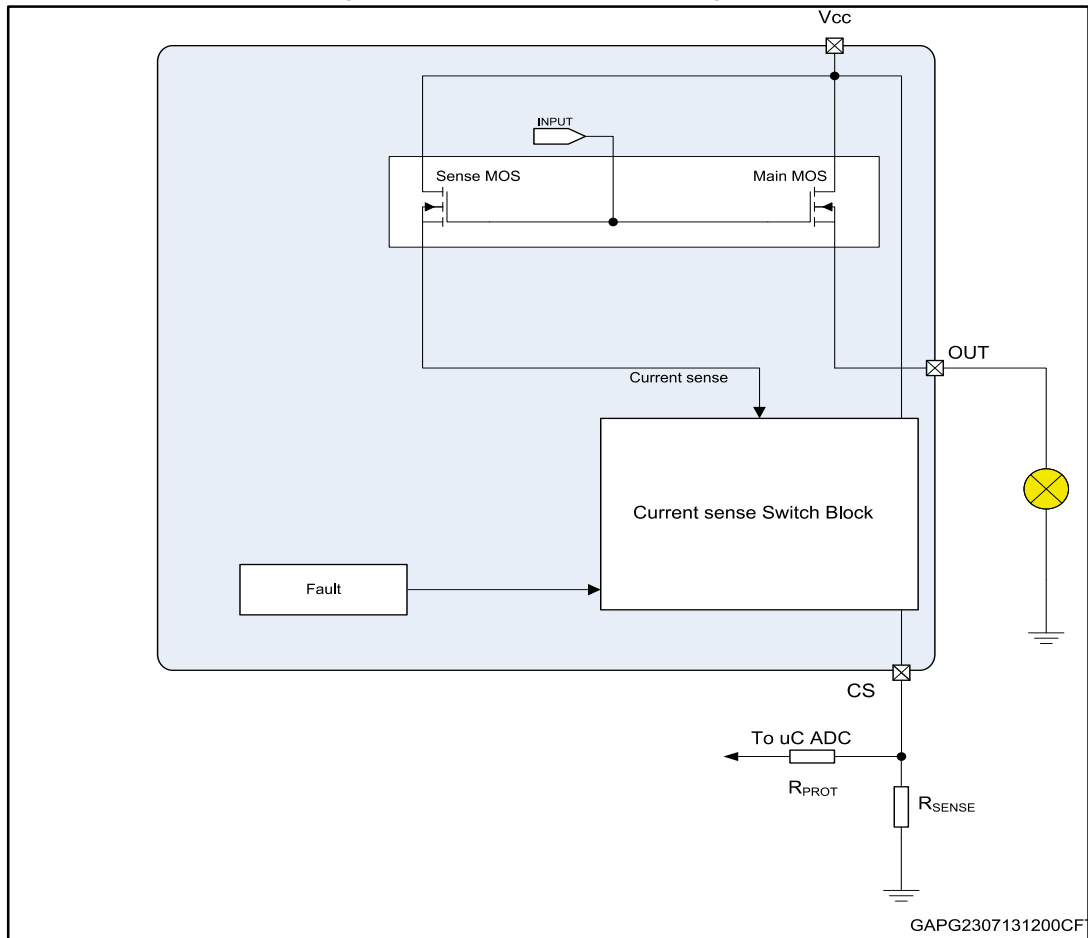 Vcc
INPUT
Sense MOS
Main MOS
OUT
Current sense
Current sense Switch Block
Fault
CS
To uC ADC
RPROT
RSENSE